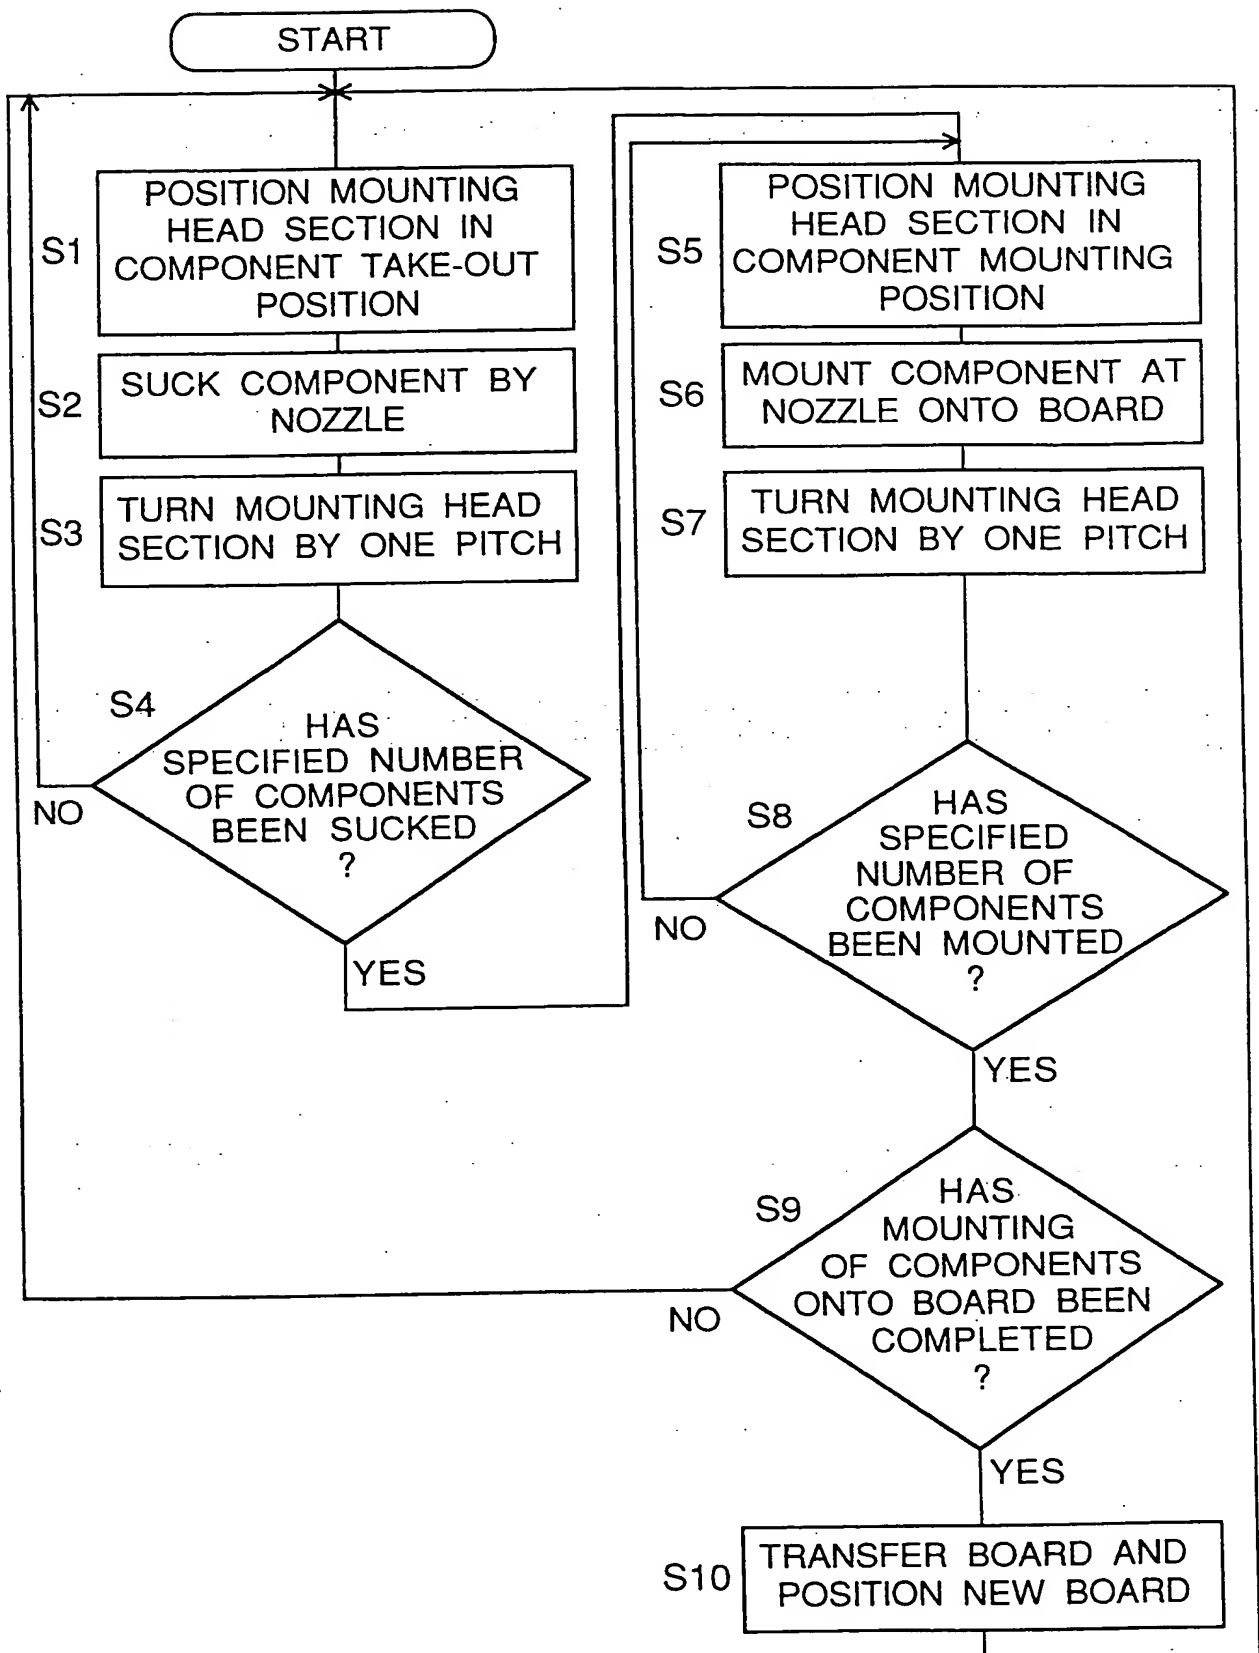 START
S1
POSITION MOUNTING
HEAD SECTION IN
COMPONENT TAKE-OUT
POSITION
S2
SUCK COMPONENT BY
NOZZLE
S3
TURN MOUNTING HEAD
SECTION BY ONE PITCH
S4
HAS
SPECIFIED NUMBER
OF COMPONENTS
BEEN SUCKED
?
NO
YES
S5
POSITION MOUNTING
HEAD SECTION IN
COMPONENT MOUNTING
POSITION
S6
MOUNT COMPONENT AT
NOZZLE ONTO BOARD
S7
TURN MOUNTING HEAD
SECTION BY ONE PITCH
S8
HAS
SPECIFIED
NUMBER OF
COMPONENTS
BEEN MOUNTED
?
NO
YES
S9
HAS
MOUNTING
OF COMPONENTS
ONTO BOARD BEEN
COMPLETED
?
NO
YES
S10
TRANSFER BOARD AND
POSITION NEW BOARD